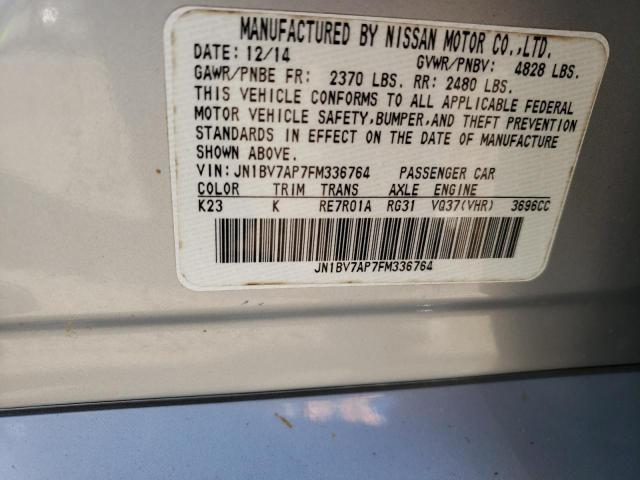 MANUFACTURED BY NISSAN MOTOR CO.,LTD.
DATE: 12/14 GVWR/PNBV: 4828 LBS.
GAWR/PNBE FR: 2370 LBS. RR: 2480 LBS.
THIS VEHICLE CONFORMS TO ALL APPLICABLE FEDERAL
MOTOR VEHICLE SAFETY,BUMPER,AND THEFT PREVENTION
STANDARDS IN EFFECT ON THE DATE OF MANUFACTURE
SHOWN ABOVE.
VIN:JN1BV7AP7FM336764 PASSENGER CAR
COLOR TRIM TRANS AXLE ENGINE
K23 K RE7R01A RG31 VQ37(VHR) 3696CC
JN1BV7AP7FM336764